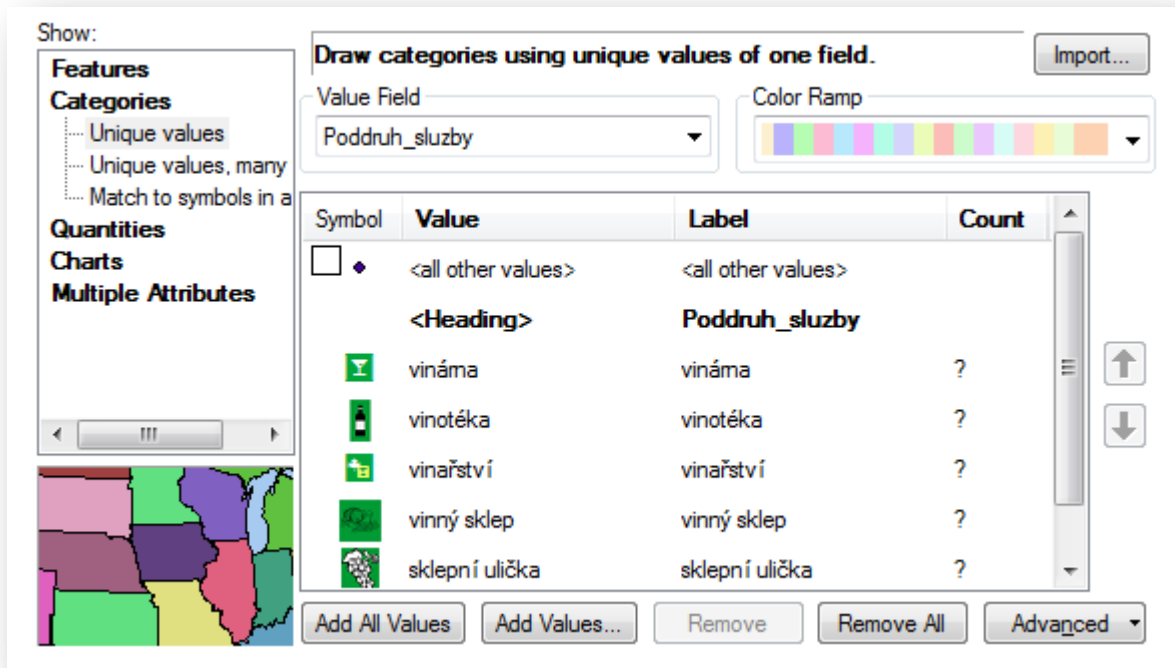 Show:
Features
Categories
Unique values
Unique values, many
Match to symbols in a
Quantities
Charts
Multiple Attributes
Draw categories using unique values of one field.
Import...
Value Field
Poddruh_sluzby
Color Ramp
Symbol Value Label Count
<all other values> <all other values>
<Heading> Poddruh_sluzby
vinárna vinárna ?
vinotéka vinotéka ?
vinařství vinařství ?
vinný sklep vinný sklep ?
sklepní ulička sklepní ulička ?
Add All Values Add Values... Remove Remove All Advanced